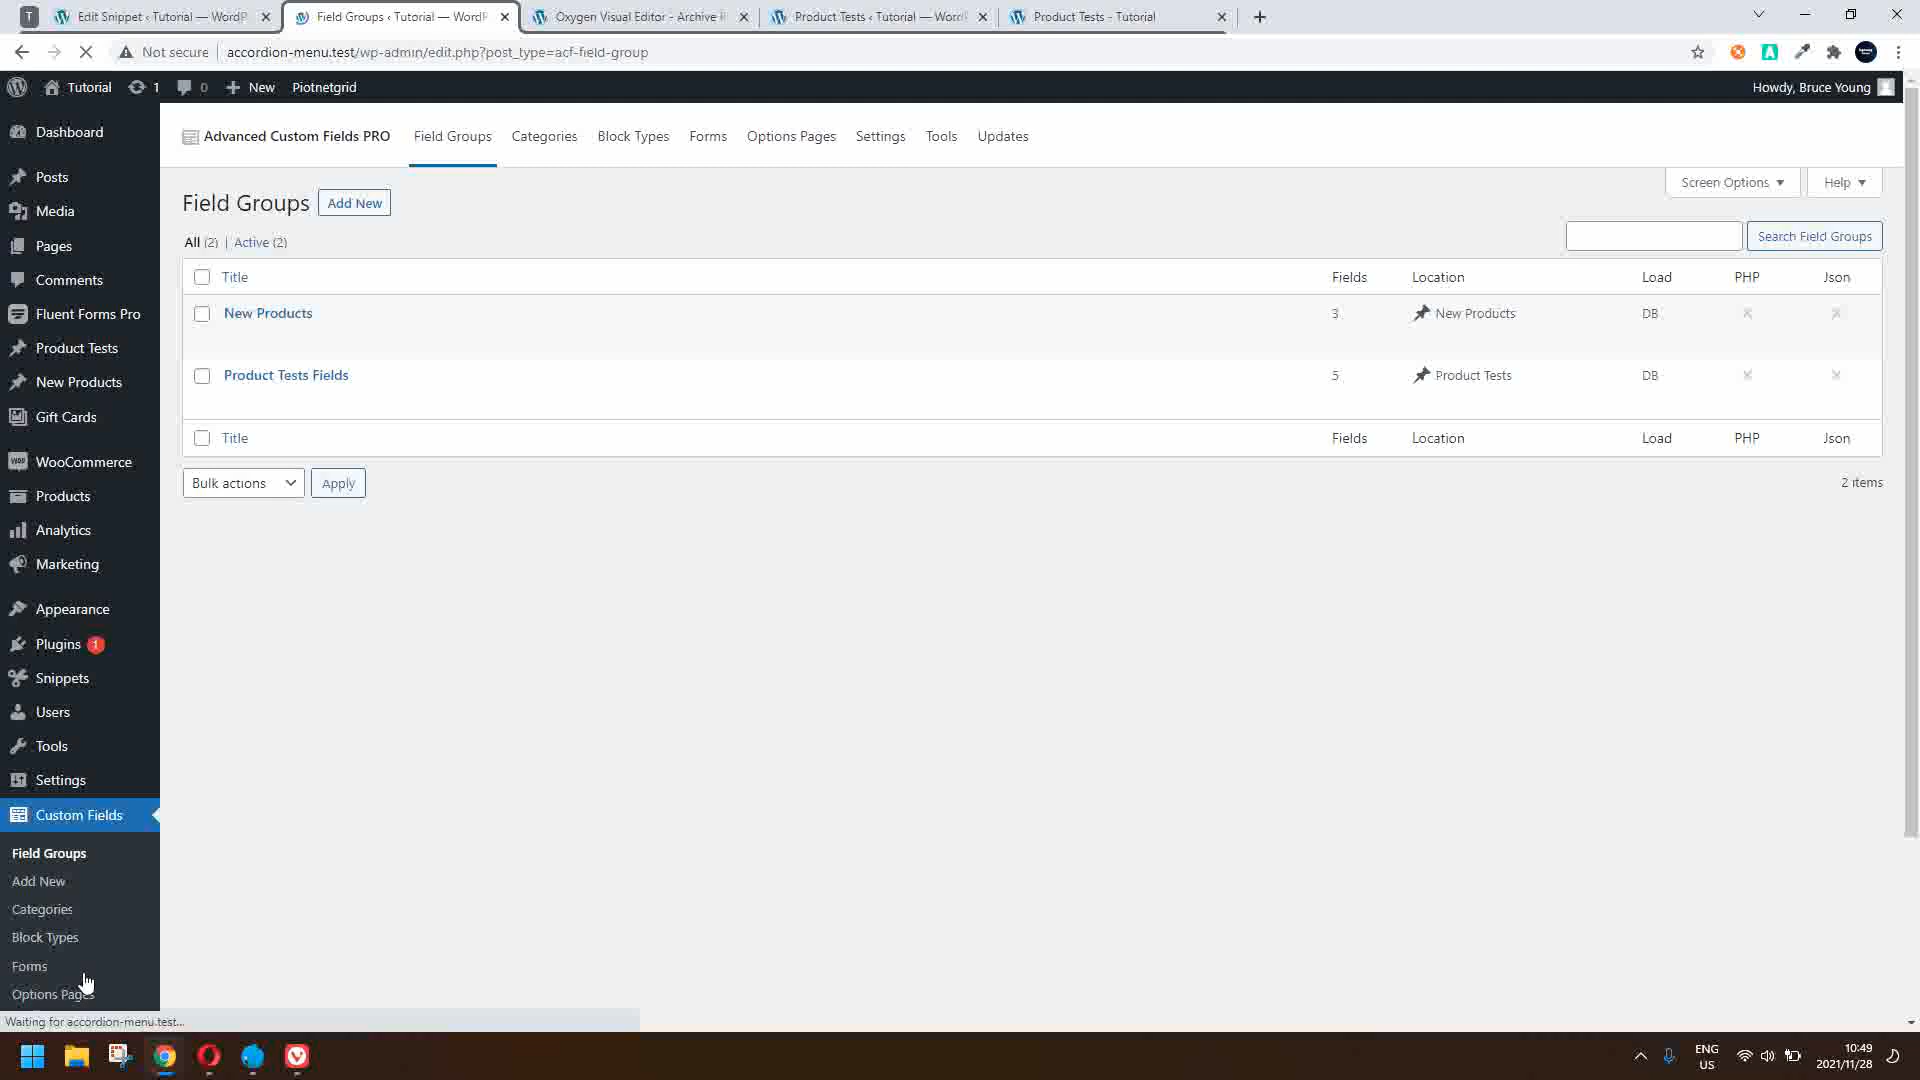 T
Edit Snippet ‹ Tutorial — WordP
Field Groups ‹ Tutorial — WordP
Oxygen Visual Editor - Archive
Product Tests ‹ Tutorial — Word
Product Tests - Tutorial
Not secure
accordion-menu.test/wp-admin/edit.php?post_type=acf-field-group
Tutorial
1
0
New
Piotnetgrid
Howdy, Bruce Young
Dashboard
Posts
Media
Pages
Comments
Fluent Forms Pro
Product Tests
New Products
Gift Cards
WooCommerce
Products
Analytics
Marketing
Appearance
Plugins 1
Snippets
Users
Tools
Settings
Custom Fields
Field Groups
Add New
Categories
Block Types
Forms
Options Pages
Advanced Custom Fields PRO
Field Groups
Categories
Block Types
Forms
Options Pages
Settings
Tools
Updates
Screen Options
Help
Field Groups
Add New
All (2) | Active (2)
Search Field Groups
Title Fields Location Load PHP Json
New Products 3 New Products DB
Product Tests Fields 5 Product Tests DB
Title Fields Location Load PHP Json
Bulk actions
Apply
2 items
Waiting for accordion-menu.test...
ENG
US
10:49
2021/11/28